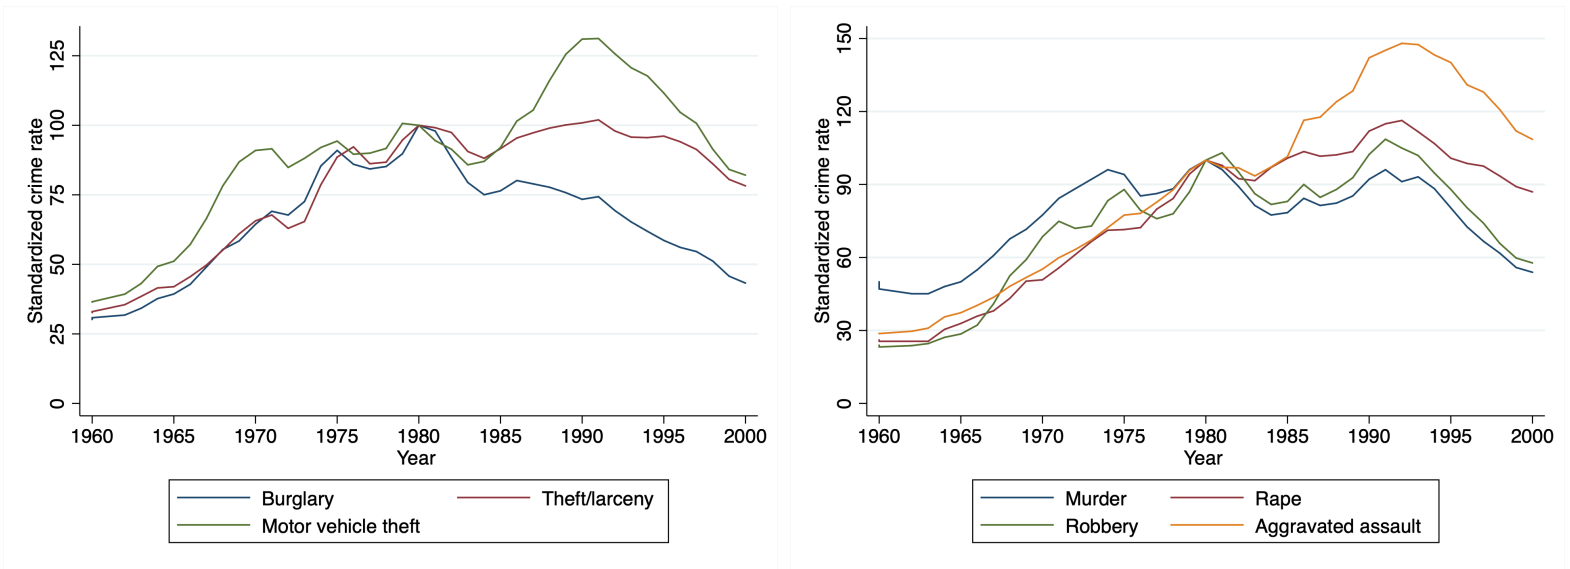 Standardized crime rate
125
100
75
50
25
0
1960 1965 1970 1975 1980 1985 1990 1995 2000
Year
Burglary Theft/larceny
Motor vehicle theft
Standardized crime rate
150
120
90
60
30
0
1960 1965 1970 1975 1980 1985 1990 1995 2000
Year
Murder Rape
Robbery Aggravated assault